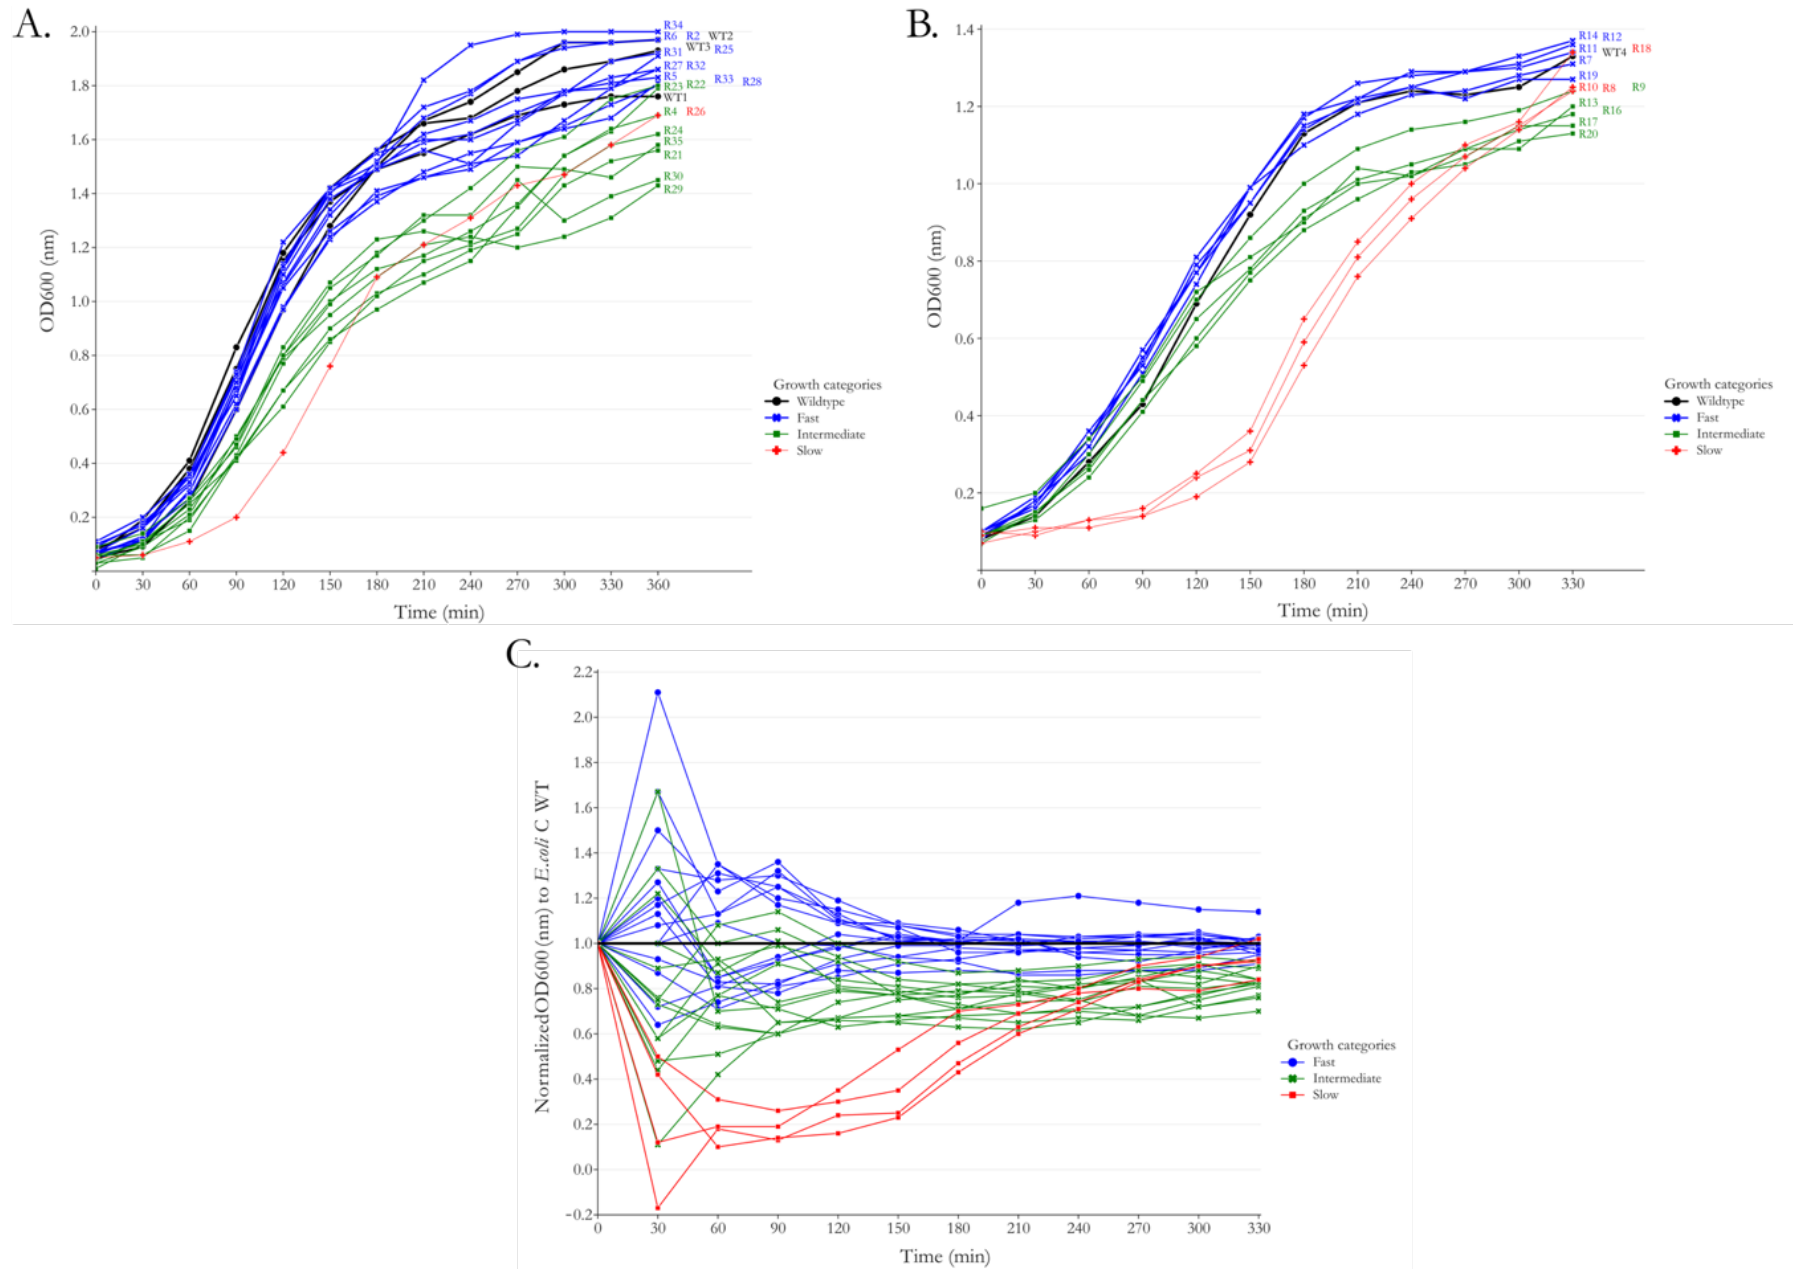 A.
2.0
1.8
1.6
1.4
1.2
1.0
0.8
0.6
0.4
0.2
OD600 (nm)
0 30 60 90 120 150 180 210 240 270 300 330 360
Time (min)
R34
R6 R2 WT2
WT3 R25
R31
R27 R32
R5 R33 R28
R23 R22
WT1
R4 R26
R24
R35
R21
R30
R29
Growth categories
Wildtype
Fast
Intermediate
Slow
B.
1.4
1.2
1.0
0.8
0.6
0.4
0.2
OD600 (nm)
0 30 60 90 120 150 180 210 240 270 300 330
Time (min)
R14 R12
R11 WT4 R18
R7
R19
R10 R8 R9
R13
R16
R17
R20
Growth categories
Wildtype
Fast
Intermediate
Slow
C.
2.2
2.0
1.8
1.6
1.4
1.2
1.0
0.8
0.6
0.4
0.2
0.0
−0.2
NormalizedOD600 (nm) to E.coli C WT
0 30 60 90 120 150 180 210 240 270 300 330
Time (min)
Growth categories
Fast
Intermediate
Slow